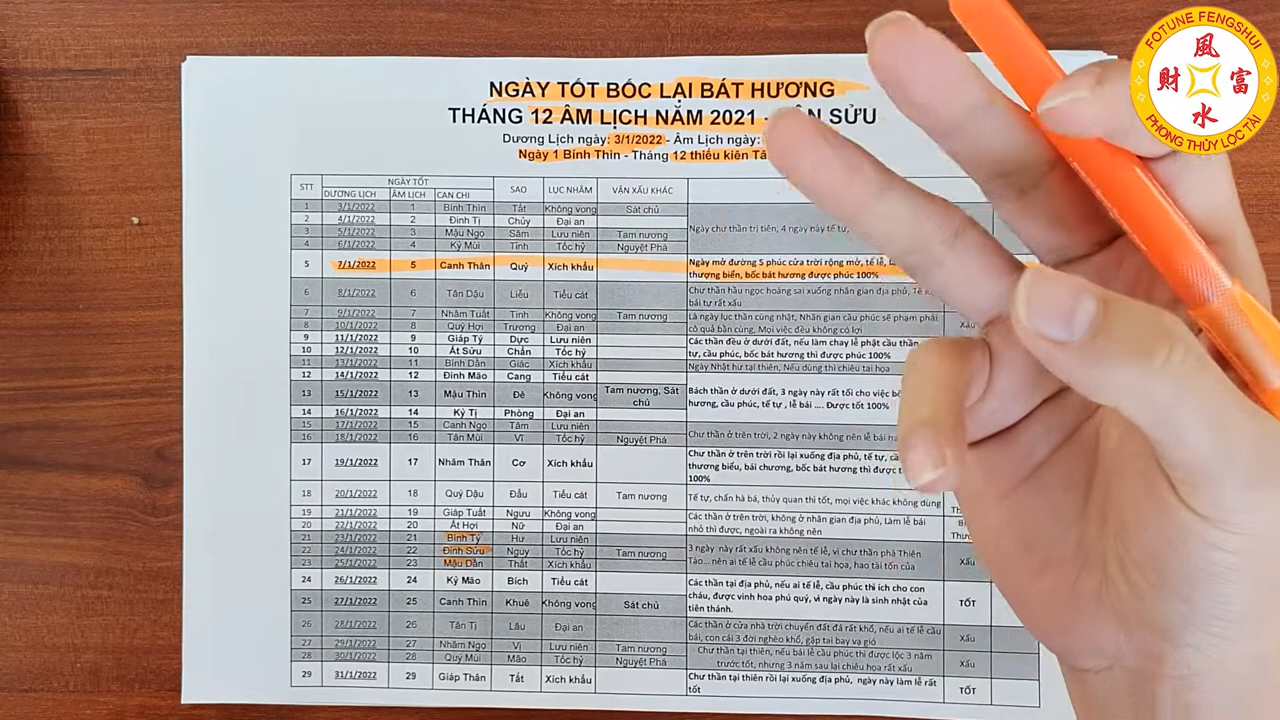 NGÀY TỐT BỐC LẠI BÁT HƯƠNG
THÁNG 12 ÂM LỊCH NĂM 2021 - SỬU
Dương Lịch ngày: 3/1/2022 - Âm Lịch ngày:
Ngày 1 Bính Thìn - Tháng 12 thiếu kiên
FOTUNE FENGSHUI
風
財 富
水
PHONG THỦY LỘC TÀI
STT NGÀY TỐT SAO LỤC NHÂM VẬN XẤU KHÁC
DƯƠNG LỊCH ÂM LỊCH CAN CHI
1 3/1/2022 1 Bính Thìn Tất Không vong Sát chủ
2 4/1/2022 2 Đinh Tị Chủy Đại an
Ngày chư thần trị tiên, 4 ngày này tế tự,
3 5/1/2022 3 Mậu Ngọ Sâm Lưu niên Tam nương
4 6/1/2022 4 Kỷ Mùi Tỉnh Tốc hỷ Nguyệt Phá
5 7/1/2022 5 Canh Thân Quỷ Xích khẩu
Ngày mở đường 5 phúc cửa trời rộng mở, tế lễ,
thượng biển, bốc bát hương được phúc 100%
6 8/1/2022 6 Tân Dậu Liễu Tiểu cát
Chư thần hầu ngọc hoàng sai xuống nhân gian địa phủ,
bái tự rất xấu
7 9/1/2022 7 Nhâm Tuất Tinh Không vong Tam nương
Là ngày lục thần cùng nhật, Nhân gian cầu phúc sẽ phạm phải
8 10/1/2022 8 Quý Hợi Trương Đại an
cô quả bần cùng, Mọi việc đều không có lợi Xấu
9 11/1/2022 9 Giáp Tý Dực Lưu niên
Các thần đều ở dưới đất, nếu làm chay lễ phật cầu thần
10 12/1/2022 10 Ất Sửu Chẩn Tốc hỷ
tự, cầu phúc, bốc bát hương thì được phúc 100%
11 13/1/2022 11 Bính Dần Giác Xích khẩu Ngày Nhật hư tại thiên, Nếu dùng thì chiêu tai họa
12 14/1/2022 12 Đinh Mão Cang Tiểu cát
13 15/1/2022 13 Mậu Thìn Đê Không vong Tam nương, Sát chủ
Bách thần ở dưới đất, 3 ngày này rất tối cho việc
hương, cầu phúc, tế tự , lễ bái .... Được tốt 100%
14 16/1/2022 14 Kỷ Tị Phòng Đại an
15 17/1/2022 15 Canh Ngọ Tâm Lưu niên
Chư thần ở trên trời, 2 ngày này không nên lễ bái
16 18/1/2022 16 Tân Mùi Vĩ Tốc hỷ Nguyệt Phá
17 19/1/2022 17 Nhâm Thân Cơ Xích khẩu
Chư thần ở trên trời rồi lại xuống địa phủ, tế tự,
thương biểu, bái chương, bốc bát hương thì được
100%
18 20/1/2022 18 Quý Dậu Đẩu Tiểu cát Tam nương Tế tự, chấn hà bá, thủy quan thì tốt, mọi việc khác không dùng
19 21/1/2022 19 Giáp Tuất Ngưu Không vong
Các thần ở trên trời, không ở nhân gian địa phủ, Làm lễ bái
20 22/1/2022 20 Ất Hợi Nữ Đại an
nhỏ thì được, ngoài ra không nên
21 23/1/2022 21 Bính Tý Hư Lưu niên
22 24/1/2022 22 Đinh Sửu Nguy Tốc hỷ Tam nương
3 ngày này rất xấu không nên tế lễ, vì chư thần phá Thiên
23 25/1/2022 23 Mậu Dần Thất Xích khẩu
Tào... nên ai tế lễ cầu phúc chiêu tai họa, hao tài tốn của Xấu
24 26/1/2022 24 Kỷ Mão Bích Tiểu cát
Các thần tại địa phủ, nếu ai tế lễ, cầu phúc thì ích cho con
cháu, được vinh hoa phú quý, vì ngày này là sinh nhật của
tiên thánh. TỐT
25 27/1/2022 25 Canh Thìn Khuê Không vong Sát chủ
26 28/1/2022 26 Tân Tị Lâu Đại an
Các thần ở cửa nhà trời chuyển đất đá rất khổ, nếu ai tế lễ cầu
bái, con cái 3 đời nghèo khổ, gặp tai bay vạ gió Xấu
27 29/1/2022 27 Nhâm Ngọ Vị Lưu niên Tam nương
Chư thần tại thiên, nếu bái lễ cầu phúc thì được lộc 3 năm
28 30/1/2022 28 Quý Mùi Mão Tốc hỷ Nguyệt Phá
trước tốt, nhưng 3 năm sau lại chiêu họa rất xấu Xấu
29 31/1/2022 29 Giáp Thân Tất Xích khẩu
Chư thần tại thiên rồi lại xuống địa phủ, ngày này làm lễ rất
tốt TỐT